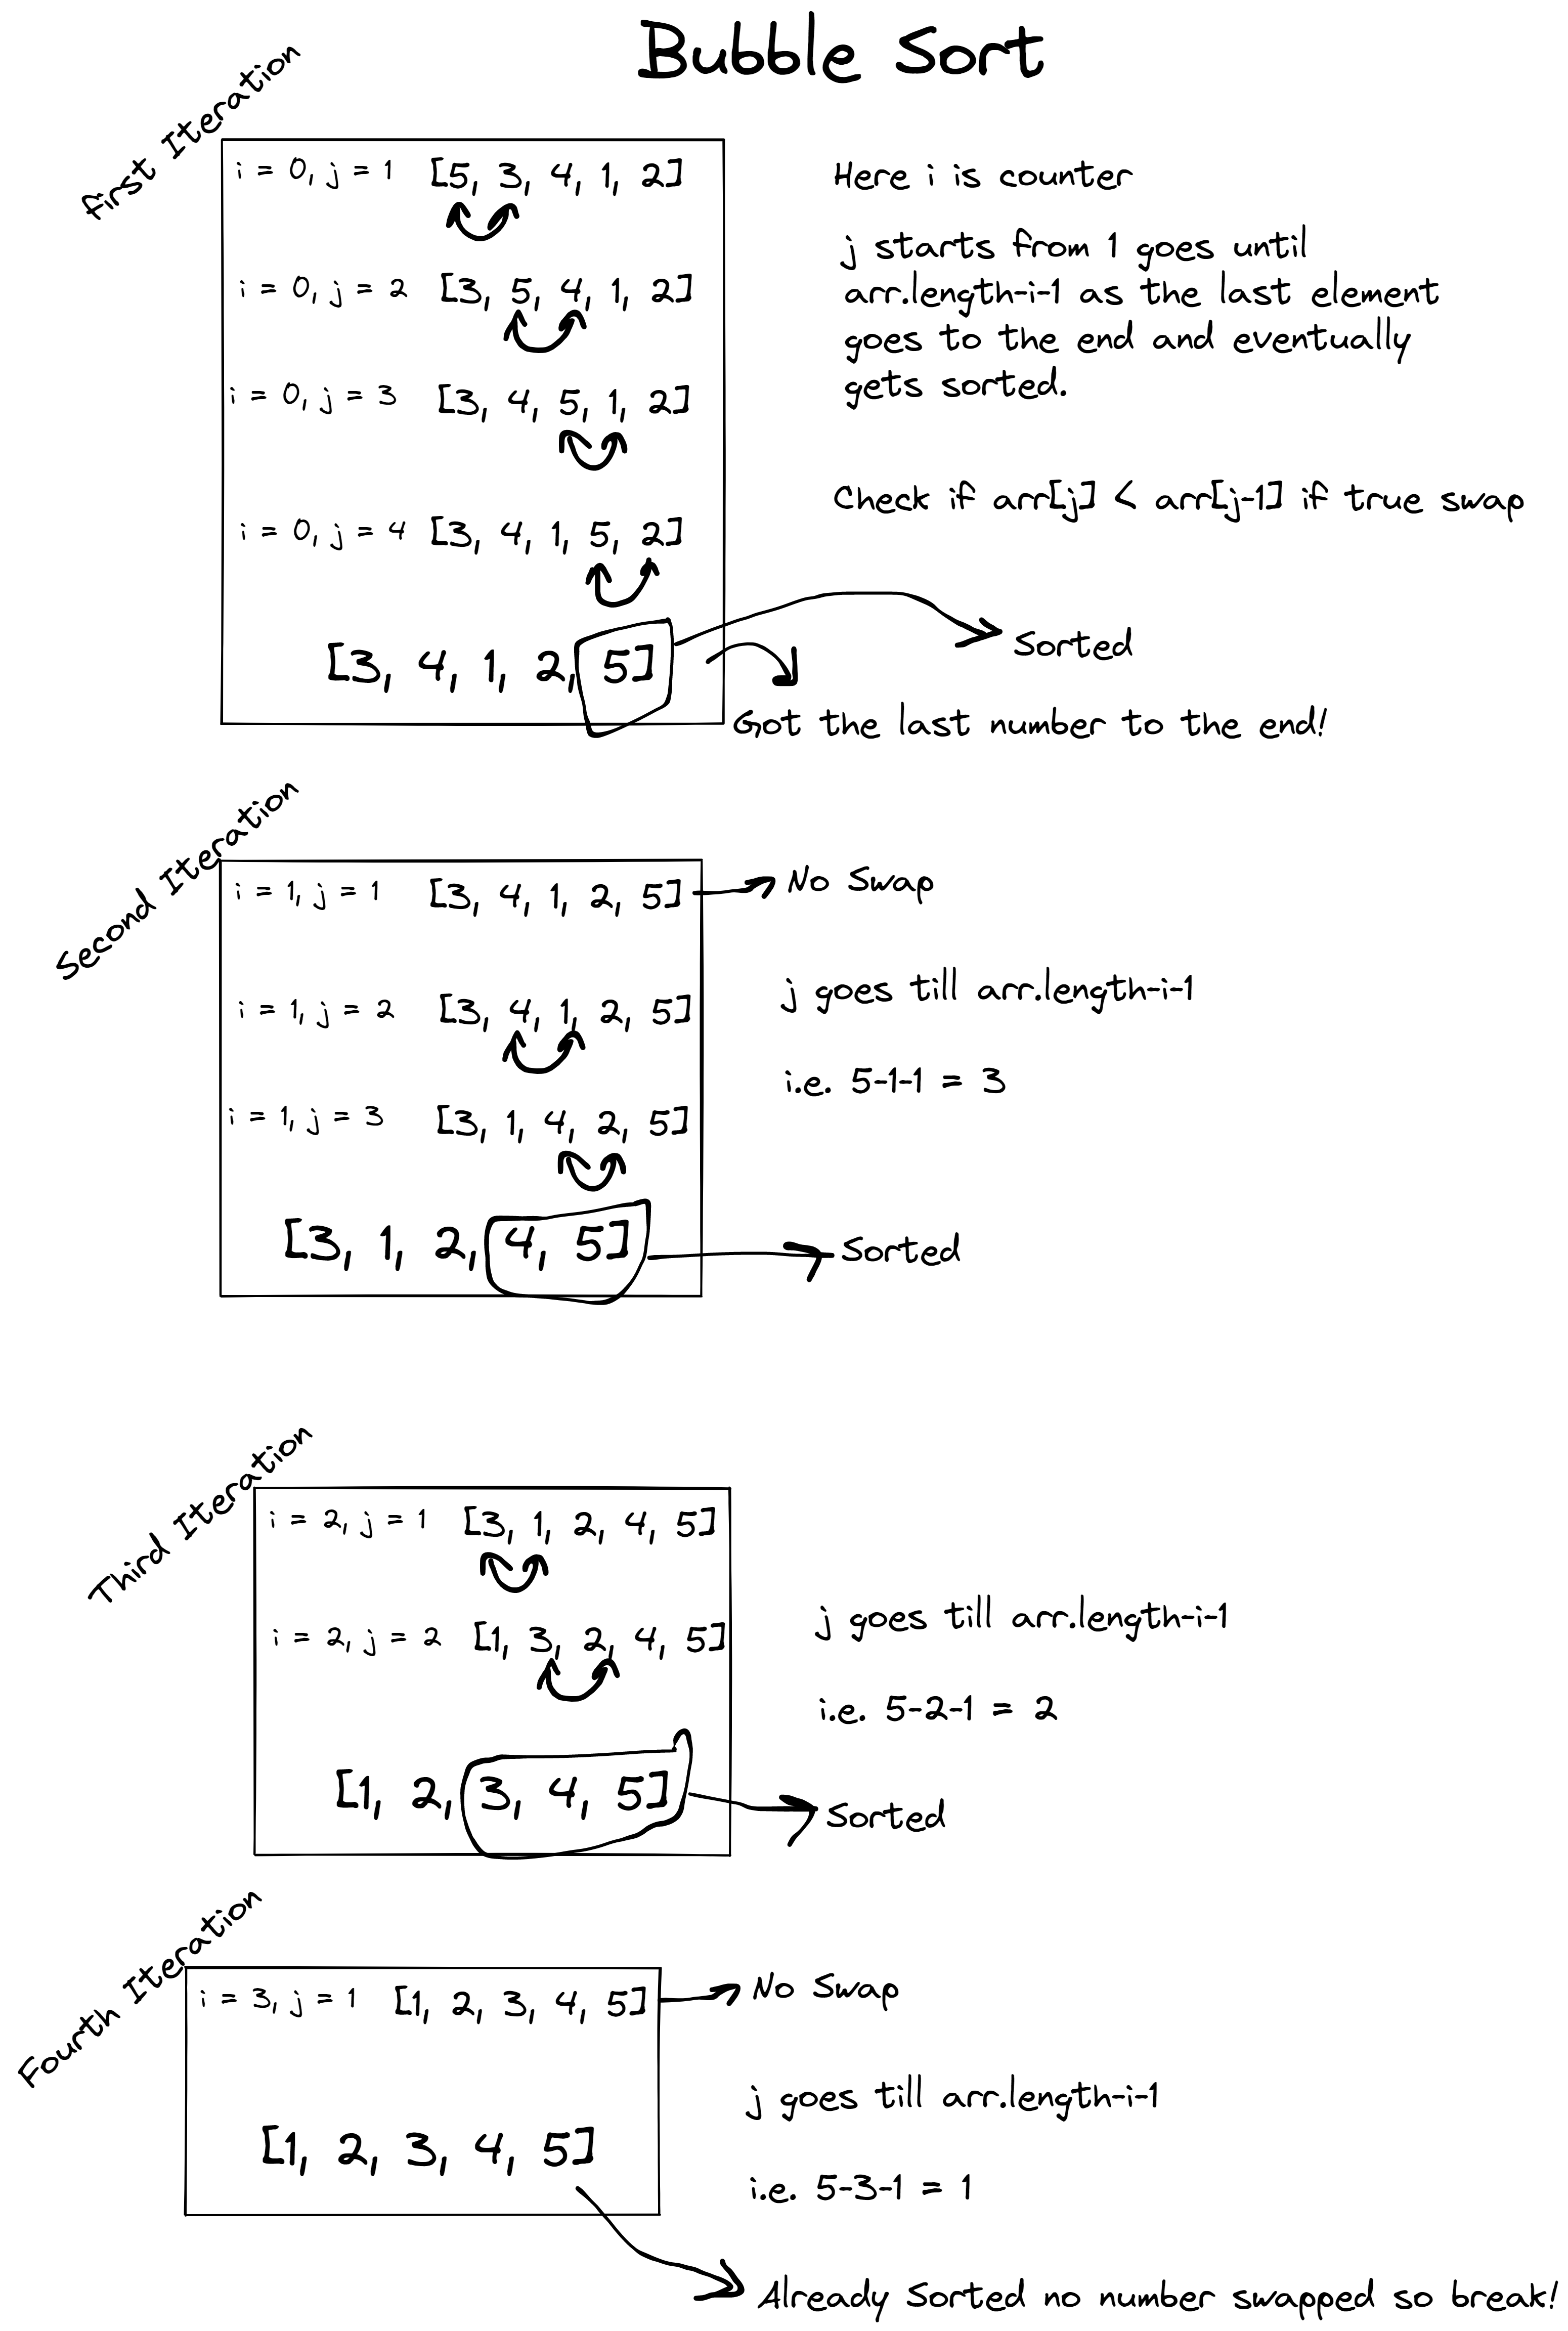 Bubble Sort
first Iteration
i = 0, j = 1 [5, 3, 4, 1, 2]
Here i is counter
j starts from 1 goes until
arr.length-i-1 as the last element
goes to the end and eventually
gets sorted.
i = 0, j = 2 [3, 5, 4, 1, 2]
i = 0, j = 3 [3, 4, 5, 1, 2]
Check if arr[j] < arr[j-1] if true swap
i = 0, j = 4 [3, 4, 1, 5, 2]
[3, 4, 1, 2, 5]
Sorted
Got the last number to the end!
Second Iteration
i = 1, j = 1 [3, 4, 1, 2, 5]
No Swap
i = 1, j = 2 [3, 4, 1, 2, 5]
j goes till arr.length-i-1
i.e. 5-1-1 = 3
i = 1, j = 3 [3, 1, 4, 2, 5]
[3, 1, 2, 4, 5]
Sorted
Third Iteration
i = 2, j = 1 [3, 1, 2, 4, 5]
i = 2, j = 2 [1, 3, 2, 4, 5]
j goes till arr.length-i-1
i.e. 5-2-1 = 2
[1, 2, 3, 4, 5]
Sorted
Fourth Iteration
i = 3, j = 1 [1, 2, 3, 4, 5]
No Swap
j goes till arr.length-i-1
[1, 2, 3, 4, 5]
i.e. 5-3-1 = 1
Already Sorted no number swapped so break!